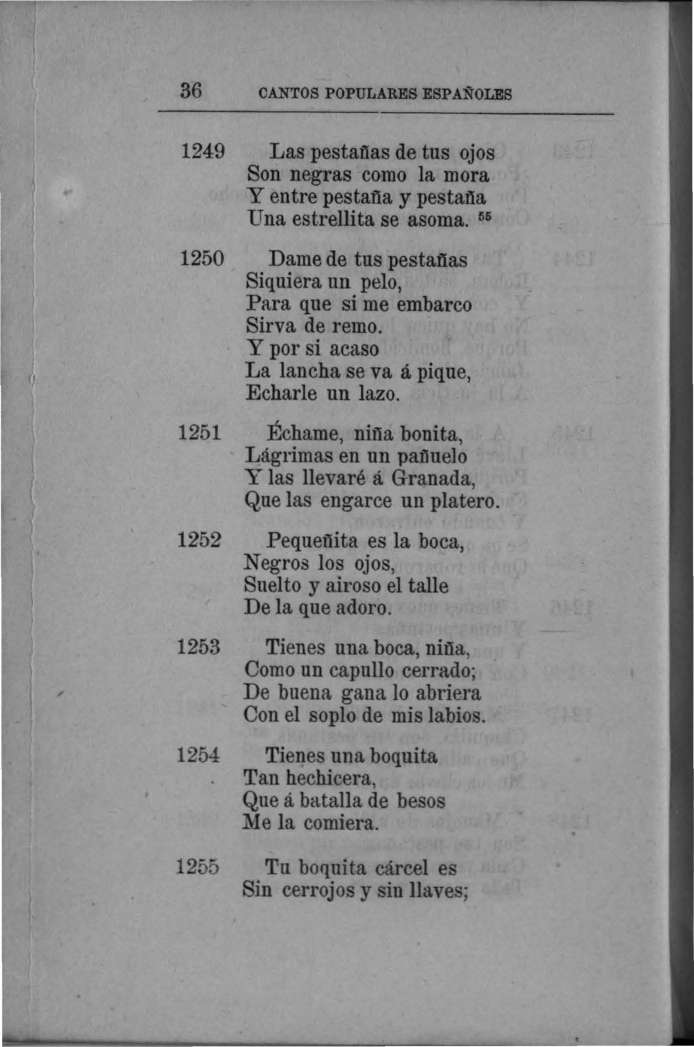 36 CANTOS POPULARES ESPAÑOLES
1249 Las pestañas de tus ojos
Son negras como la mora
Y entre pestaña y pestaña
Una estrellita se asoma. 55
1250 Dame de tus pestañas
Siquiera un pelo,
Para que si me embarco
Sirva de remo.
Y por si acaso
La lancha se va á pique,
Echarle un lazo.
1251 Échame, niña bonita,
Lágrimas en un pañuelo
Y las llevaré á Granada,
Que las engarce un platero.
1252 Pequeñita es la boca,
Negros los ojos,
Suelto y airoso el talle
De la que adoro.
1253 Tienes una boca, niña,
Como un capullo cerrado;
De buena gana lo abriera
Con el soplo de mis labios.
1254 Tienes una boquita
Tan hechicera,
Que á batalla de besos
Me la comiera.
1255 Tu boquita cárcel es
Sin cerrojos y sin llaves;